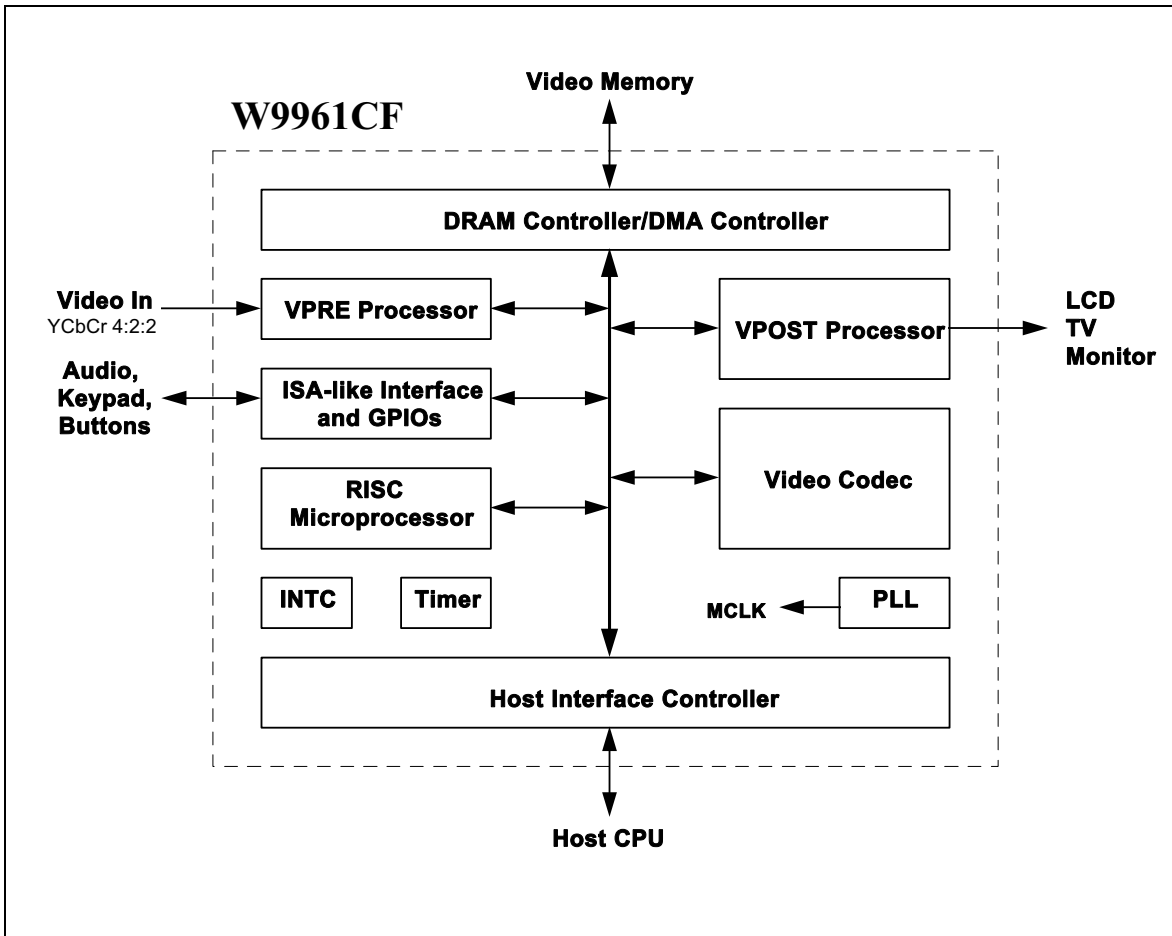 Video Memory
W9961CF
DRAM Controller/DMA Controller
Video In
YCbCr 4:2:2
VPRE Processor
VPOST Processor
LCD
TV
Monitor
Audio,
Keypad,
Buttons
ISA-like Interface
and GPIOs
RISC
Microprocessor
Video Codec
INTC
Timer
MCLK
PLL
Host Interface Controller
Host CPU